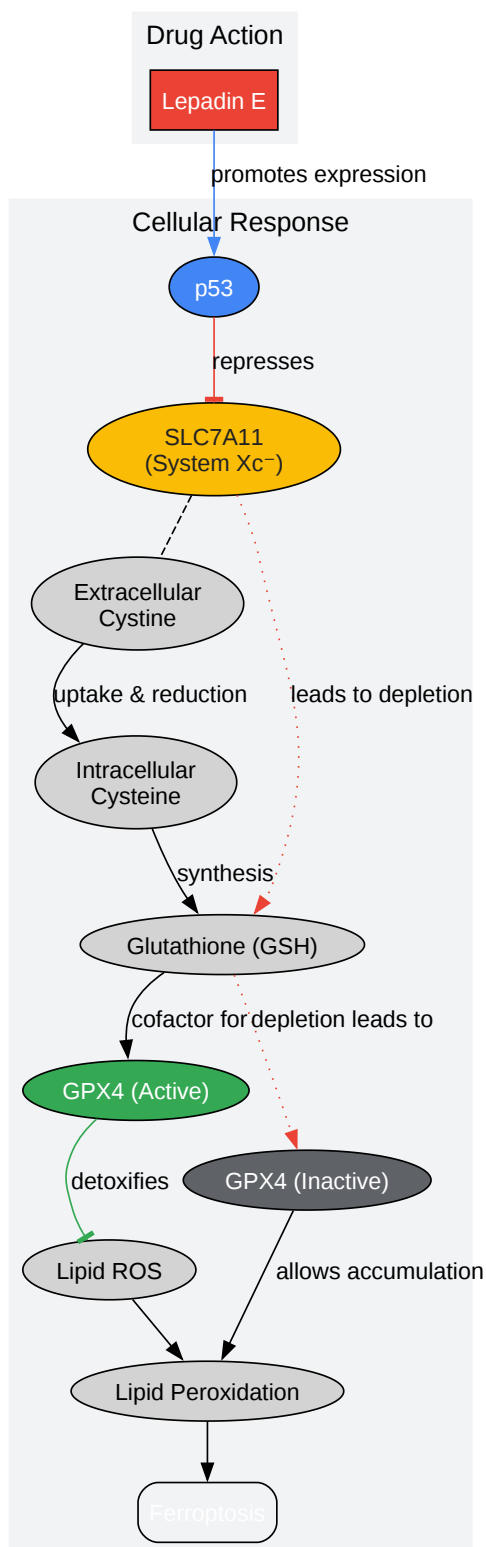 Drug Action
Lepadin E
promotes expression
Cellular Response
p53
represses
SLC7A11
(System Xc⁻)
Extracellular
Cystine
uptake & reduction
leads to depletion
Intracellular
Cysteine
synthesis
Glutathione (GSH)
cofactor for
depletion leads to
GPX4 (Active)
detoxifies
GPX4 (Inactive)
Lipid ROS
allows accumulation
Lipid Peroxidation
Ferroptosis